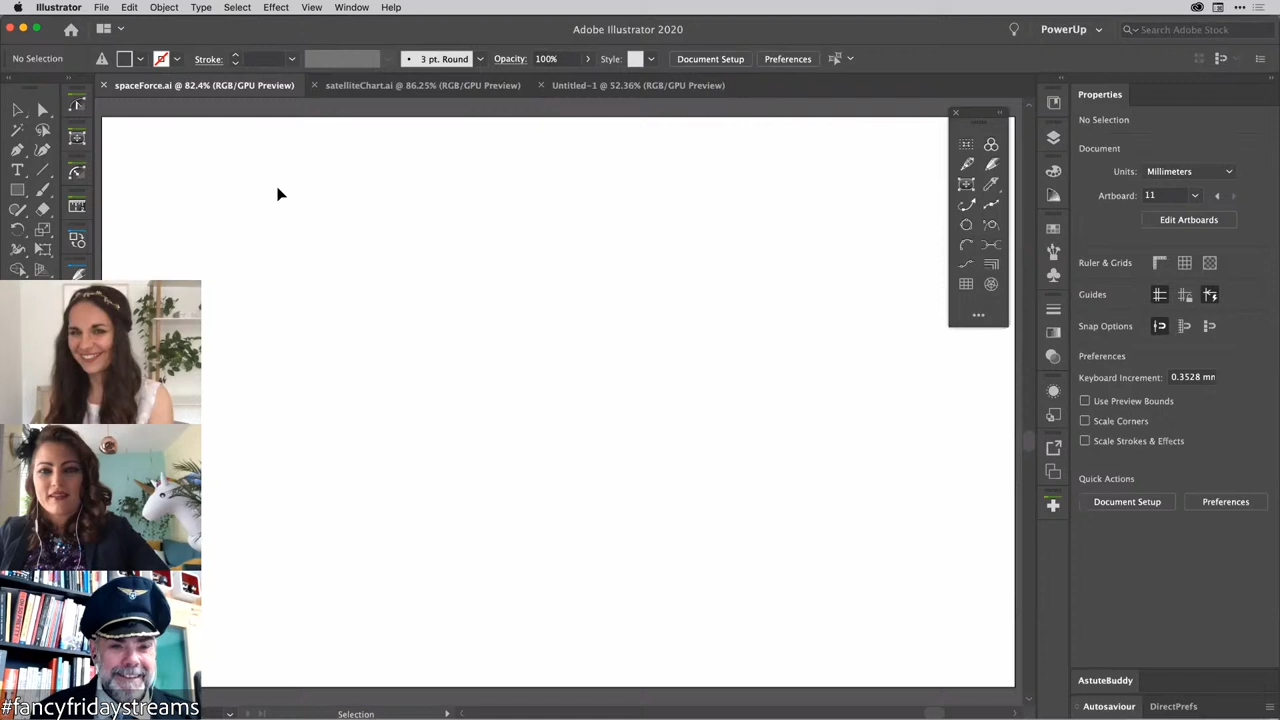 Illustrator File Edit Object Type Select Effect View Window Help
Adobe Illustrator 2020
PowerUp
Search Adobe Stock
No Selection
Stroke:
3 pt. Round
Opacity: 100%
Style:
Document Setup
Preferences
spaceForce.ai @ 82.4% (RGB/GPU Preview)
satelliteChart.ai @ 86.25% (RGB/GPU Preview)
Untitled-1 @ 52.36% (RGB/GPU Preview)
Properties
No Selection
Document
Units: Millimeters
Artboard: 11
Edit Artboards
Ruler & Grids
Guides
Snap Options
Preferences
Keyboard Increment: 0.3528 mm
Use Preview Bounds
Scale Corners
Scale Strokes & Effects
Quick Actions
Document Setup
Preferences
AstuteBuddy
Autosaviour
DirectPrefs
#fancyfridaystreams
Selection